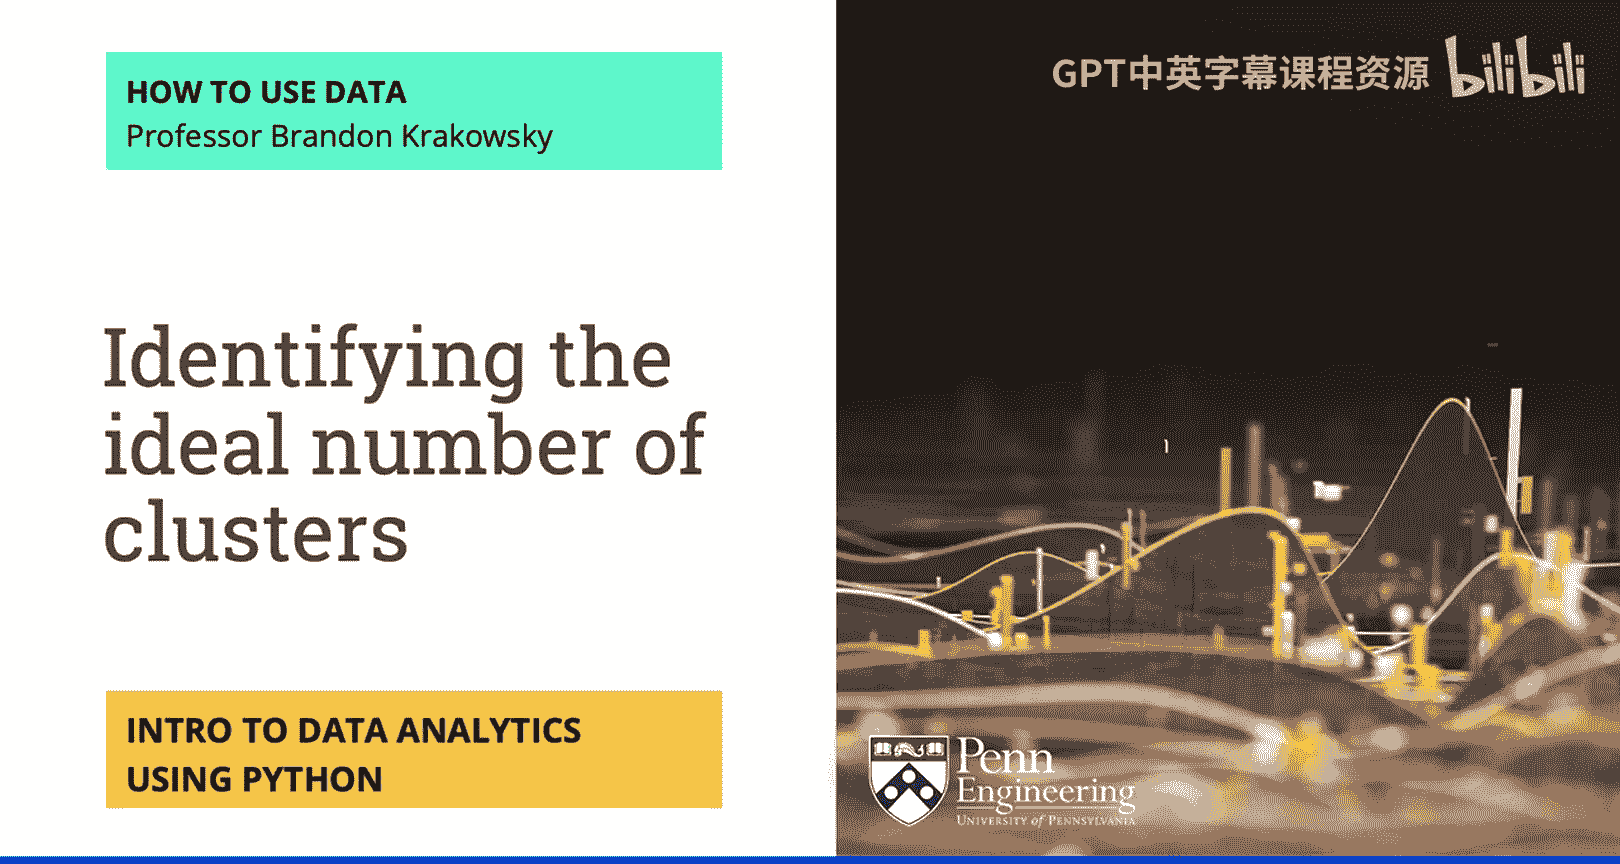 HOW TO USE DATA
Professor Brandon Krakowsky
GPT中英字幕课程资源 bilibili
Identifying the
ideal number of
clusters
INTRO TO DATA ANALYTICS
USING PYTHON
Penn
Engineering
UNIVERSITY of PENNSYLVANIA